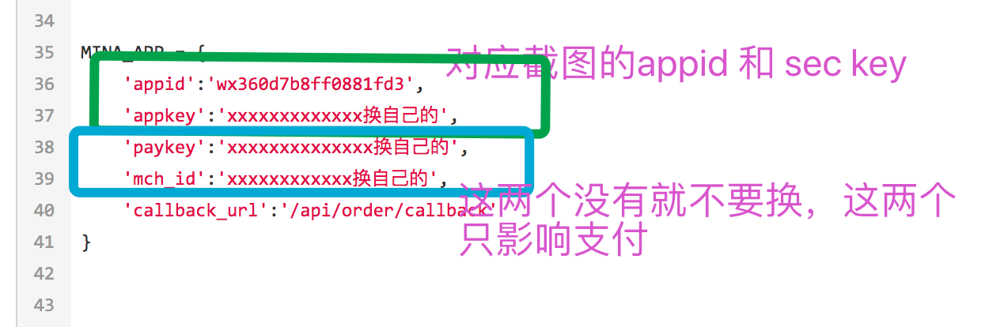 34
35 MINA_APP = {
对应截图的appid 和 sec key
36 'appid':'wx360d7b8ff0881fd3',
37 'appkey':'xxxxxxxxxxxxx换自己的',
38 'paykey':'xxxxxxxxxxxxxx换自己的',
39 'mch_id':'xxxxxxxxxxxx换自己的',
这两个没有就不要换，这两个
只影响支付
40 'callback_url':'/api/order/callback'
41 }
42
43